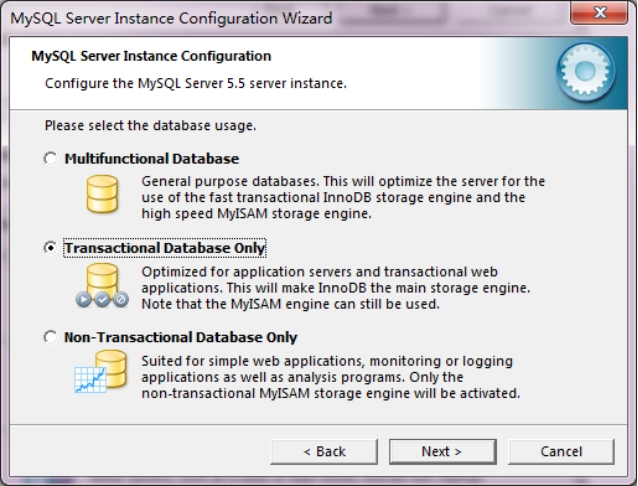 MySQL Server Instance Configuration Wizard
MySQL Server Instance Configuration
Configure the MySQL Server 5.5 server instance.
Please select the database usage.
Multifunctional Database
General purpose databases. This will optimize the server for the
use of the fast transactional InnoDB storage engine and the
high speed MyISAM storage engine.
Transactional Database Only
Optimized for application servers and transactional web
applications. This will make InnoDB the main storage engine.
Note that the MyISAM engine can still be used.
Non-Transactional Database Only
Suited for simple web applications, monitoring or logging
applications as well as analysis programs. Only the
non-transactional MyISAM storage engine will be activated.
< Back
Next >
Cancel